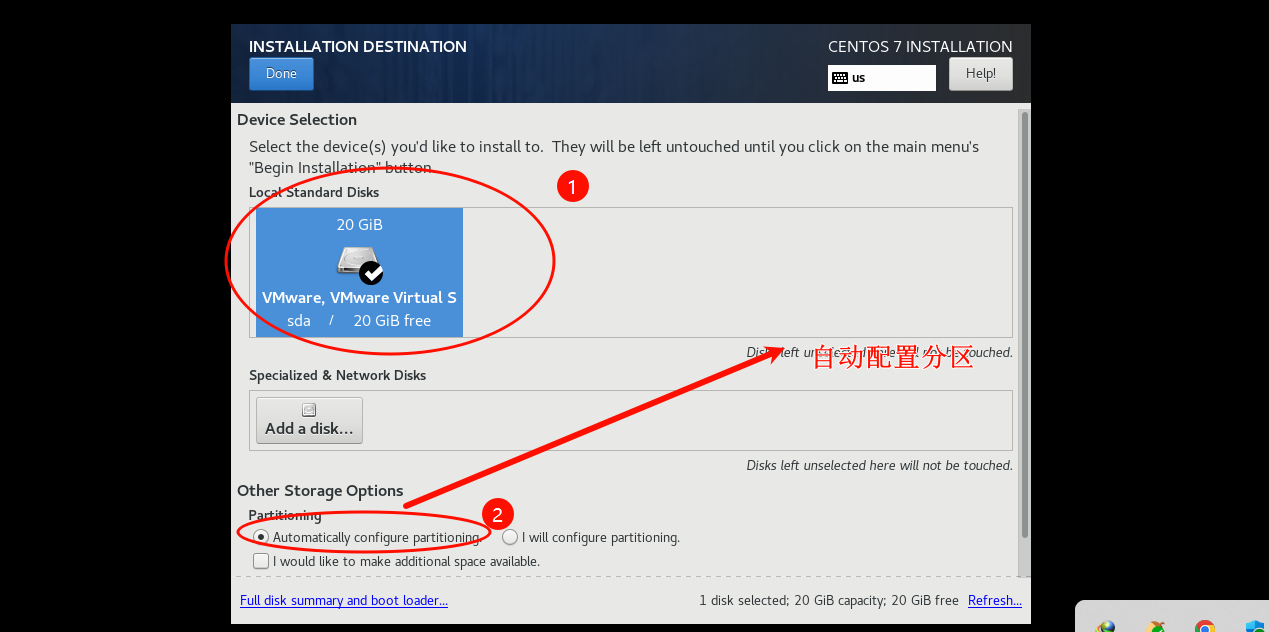 INSTALLATION DESTINATION
CENTOS 7 INSTALLATION
Done
us
Help!
Device Selection
Select the device(s) you'd like to install to. They will be left untouched until you click on the main menu's
"Begin Installation" button.
1
Local Standard Disks
20 GiB
VMware, VMware Virtual S
sda / 20 GiB free
Disks left unselected here will not be touched.
自动配置分区
Specialized & Network Disks
Add a disk...
Disks left unselected here will not be touched.
Other Storage Options
Partitioning
2
Automatically configure partitioning.
I will configure partitioning.
I would like to make additional space available.
Full disk summary and boot loader...
1 disk selected; 20 GiB capacity; 20 GiB free
Refresh...